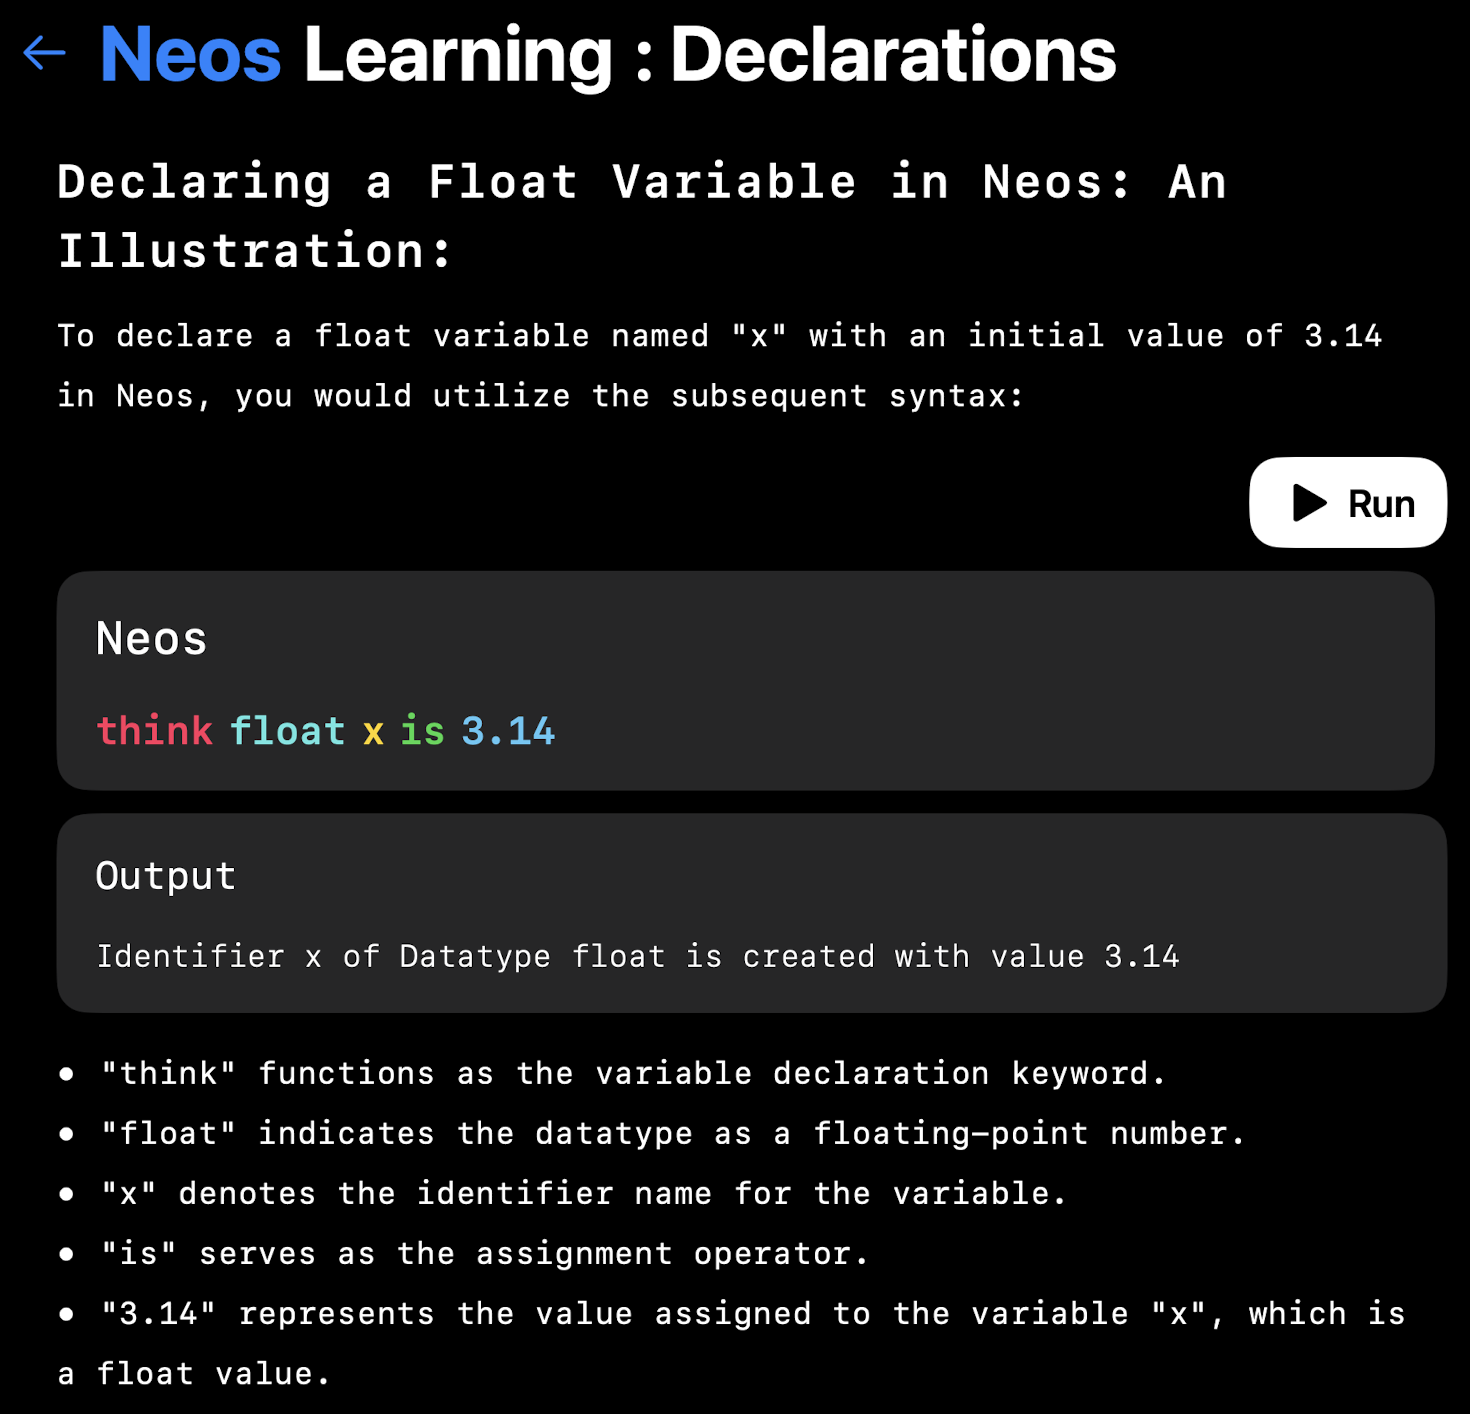 ← Neos Learning : Declarations
Declaring a Float Variable in Neos: An
Illustration:
To declare a float variable named "x" with an initial value of 3.14
in Neos, you would utilize the subsequent syntax:
Run
Neos
think float x is 3.14
Output
Identifier x of Datatype float is created with value 3.14
• "think" functions as the variable declaration keyword.
• "float" indicates the datatype as a floating-point number.
• "x" denotes the identifier name for the variable.
• "is" serves as the assignment operator.
• "3.14" represents the value assigned to the variable "x", which is
a float value.